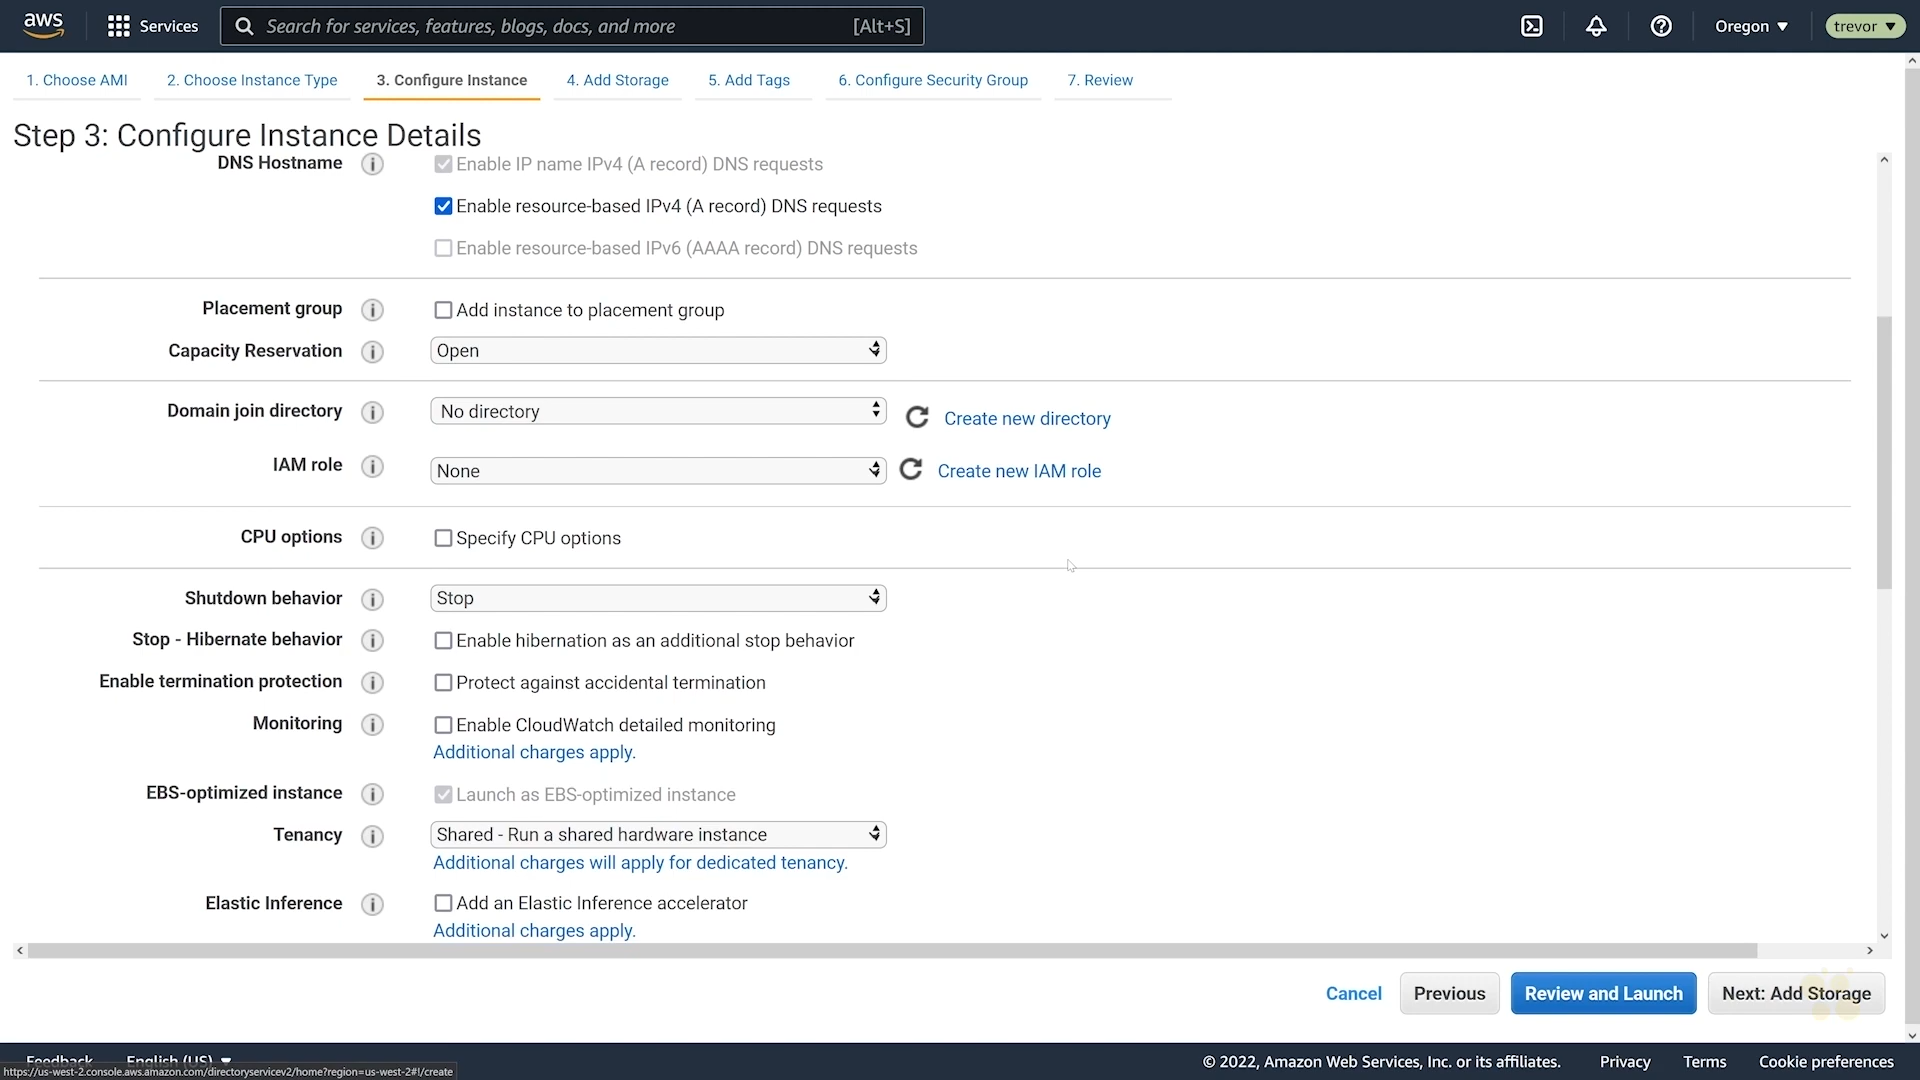 aws
Services
Search for services, features, blogs, docs, and more
[Alt+S]
Oregon
trevor
1. Choose AMI
2. Choose Instance Type
3. Configure Instance
4. Add Storage
5. Add Tags
6. Configure Security Group
7. Review
Step 3: Configure Instance Details
DNS Hostname
Enable IP name IPv4 (A record) DNS requests
Enable resource-based IPv4 (A record) DNS requests
Enable resource-based IPv6 (AAAA record) DNS requests
Placement group
Add instance to placement group
Capacity Reservation
Open
Domain join directory
No directory
Create new directory
IAM role
None
Create new IAM role
CPU options
Specify CPU options
Shutdown behavior
Stop
Stop - Hibernate behavior
Enable hibernation as an additional stop behavior
Enable termination protection
Protect against accidental termination
Monitoring
Enable CloudWatch detailed monitoring
Additional charges apply.
EBS-optimized instance
Launch as EBS-optimized instance
Tenancy
Shared - Run a shared hardware instance
Additional charges will apply for dedicated tenancy.
Elastic Inference
Add an Elastic Inference accelerator
Additional charges apply.
Cancel
Previous
Review and Launch
Next: Add Storage
Feedback
English (US)
© 2022, Amazon Web Services, Inc. or its affiliates.
Privacy
Terms
Cookie preferences
https://us-west-2.console.aws.amazon.com/directoryservicev2/home?region=us-west-2#!/create